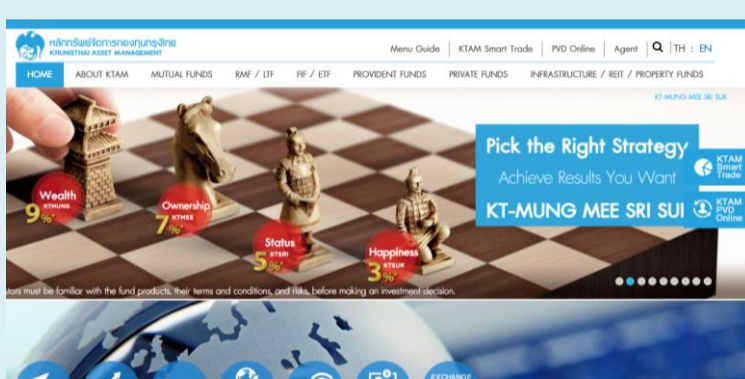 หลักทรัพย์จัดการกองทุนกรุงไทย
KRUNGTHAI ASSET MANAGEMENT
Menu Guide
KTAM Smart Trade
PVD Online
Agent
TH : EN
HOME
ABOUT KTAM
MUTUAL FUNDS
RMF / LTF
FIF / ETF
PROVIDENT FUNDS
PRIVATE FUNDS
INFRASTRUCTURE / REIT / PROPERTY FUNDS
KT-MUNG MEE SRI SUK
Pick the Right Strategy
Achieve Results You Want
KT-MUNG MEE SRI SU
KTAM
Smart
Trade
KTAM
PVD
Online
Wealth
KTMUNG
9%*
Ownership
KTMEE
7%*
Status
KTSRI
5%*
Happiness
KTSUK
3%*
stors must be familiar with the fund products, their terms and conditions, and risks, before making an investment decision.
EXCHANGE